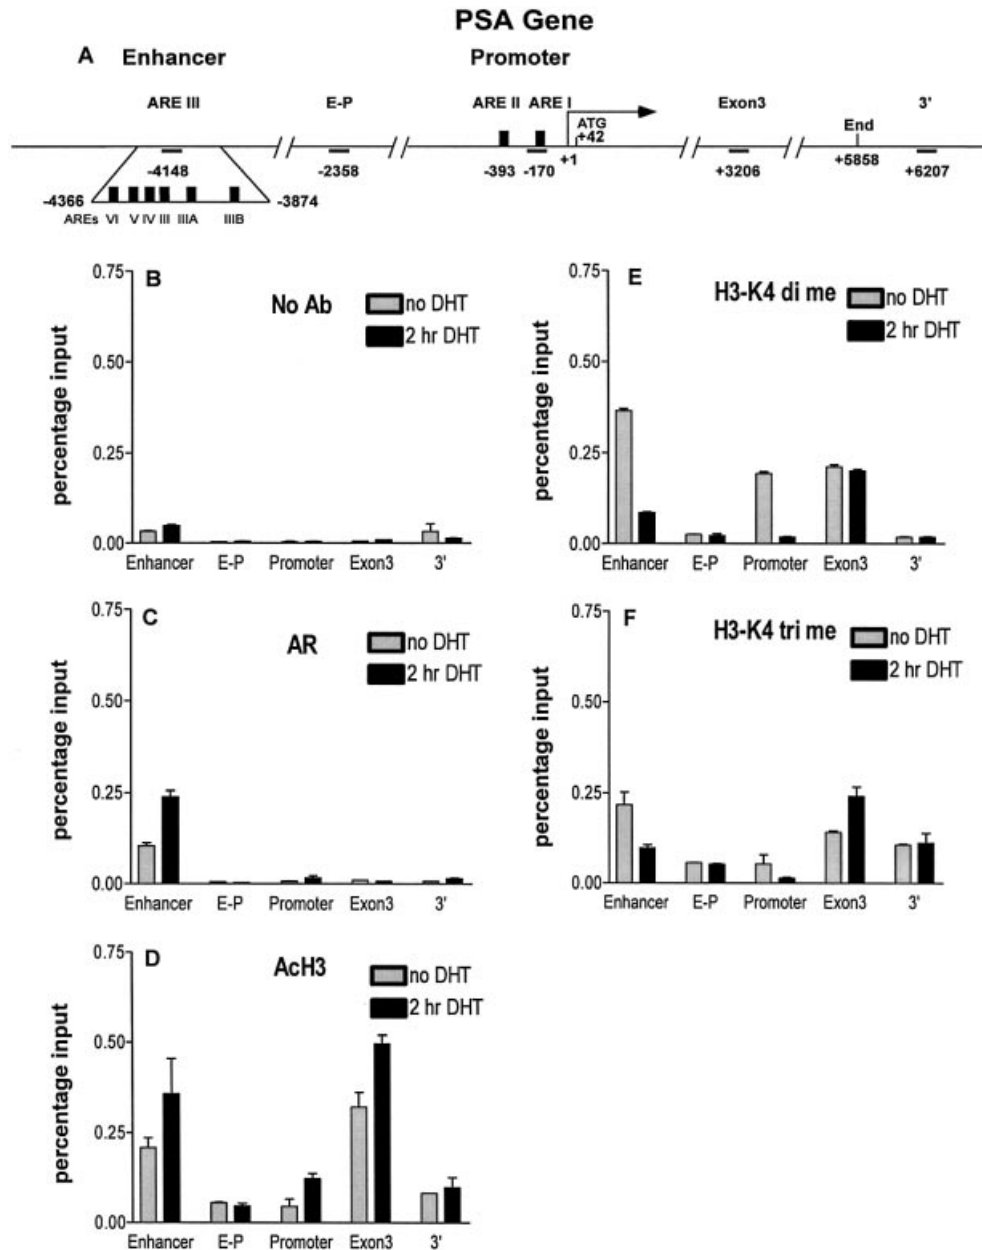 PSA Gene
A Enhancer Promoter
ARE III E-P ARE II ARE I Exon3 3'
ATG End
+42
-4148 -2358 -393 -170 +1 +3206 +5858 +6207
-4366 -3874
AREs VI V IV III IIIA IIIB
B
No Ab
no DHT
2 hr DHT
percentage input
0.75
0.50
0.25
0.00
Enhancer E-P Promoter Exon3 3'
E
H3-K4 di me
no DHT
2 hr DHT
percentage input
0.75
0.50
0.25
0.00
Enhancer E-P Promoter Exon3 3'
C
AR
no DHT
2 hr DHT
percentage input
0.75
0.50
0.25
0.00
Enhancer E-P Promoter Exon3 3'
F
H3-K4 tri me
no DHT
2 hr DHT
percentage input
0.75
0.50
0.25
0.00
Enhancer E-P Promoter Exon3 3'
D
AcH3
no DHT
2 hr DHT
percentage input
0.75
0.50
0.25
0.00
Enhancer E-P Promoter Exon3 3'